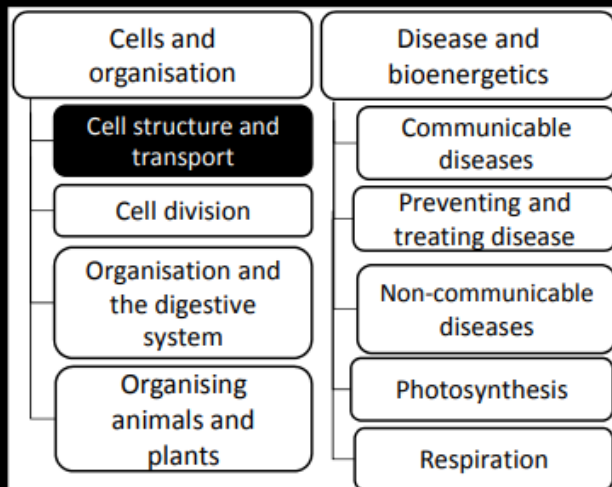 Cells and
organisation
Cell structure and
transport
Cell division
Organisation and
the digestive
system
Organising
animals and
plants
Disease and
bioenergetics
Communicable
diseases
Preventing and
treating disease
Non-communicable
diseases
Photosynthesis
Respiration